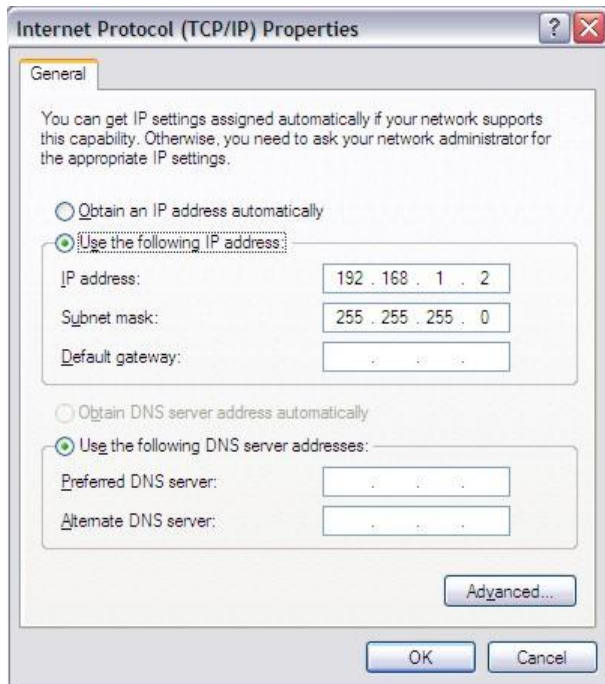 Internet Protocol (TCP/IP) Properties
General
You can get IP settings assigned automatically if your network supports
this capability. Otherwise, you need to ask your network administrator for
the appropriate IP settings.
Obtain an IP address automatically
Use the following IP address:
IP address: 192 . 168 . 1 . 2
Subnet mask: 255 . 255 . 255 . 0
Default gateway: . . .
Obtain DNS server address automatically
Use the following DNS server addresses:
Preferred DNS server: . . .
Alternate DNS server: . . .
Advanced...
OK Cancel